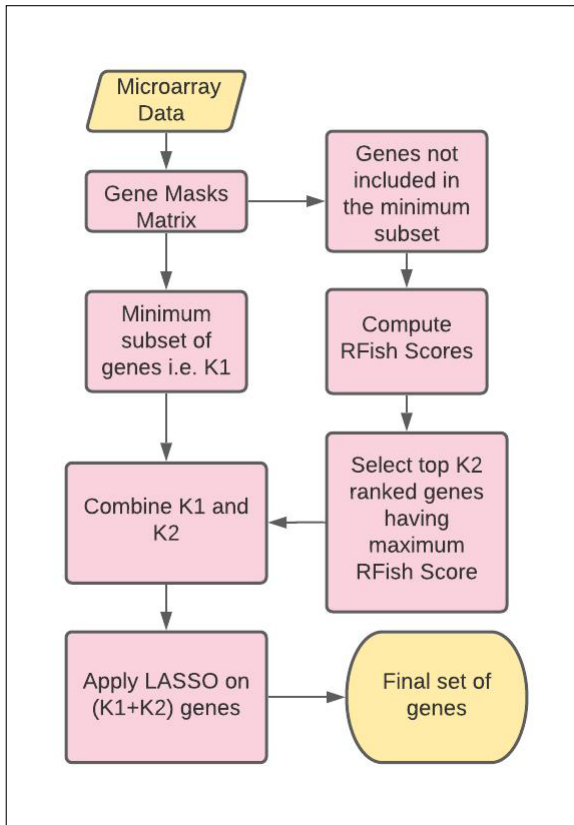 Microarray
Data
Gene Masks
Matrix
Genes not
included in
the minimum
subset
Minimum
subset of
genes i.e. K1
Compute
RFish Scores
Combine K1 and
K2
Select top K2
ranked genes
having
maximum
RFish Score
Apply LASSO on
(K1+K2) genes
Final set of
genes